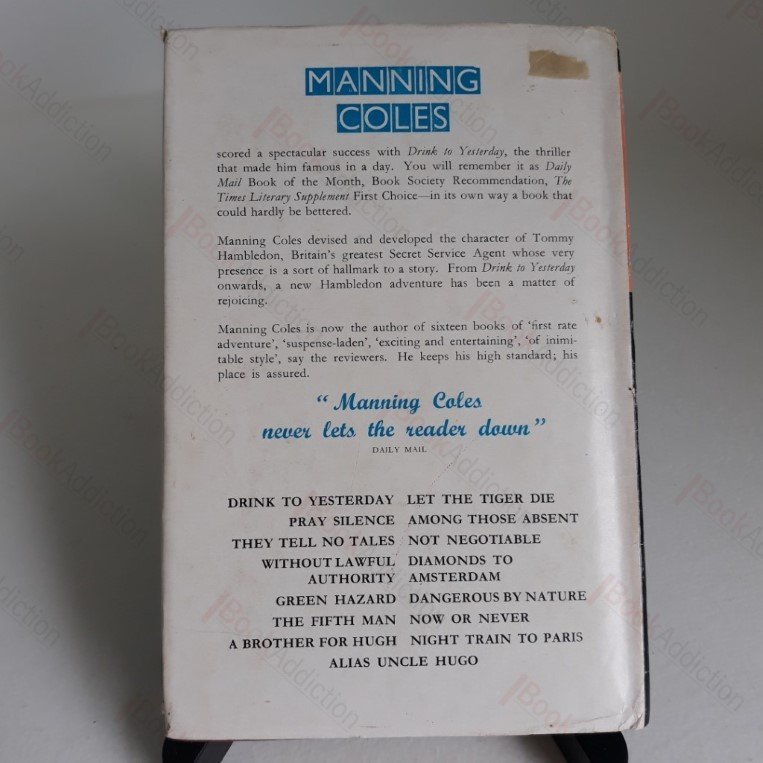 MANNING
COLES
scored a spectacular success with Drink to Yesterday, the thriller
that made him famous in a day. You will remember it as Daily
Mail Book of the Month, Book Society Recommendation, The
Times Literary Supplement First Choice—in its own way a book that
could hardly be bettered.
Manning Coles devised and developed the character of Tommy
Hambledon, Britain's greatest Secret Service Agent whose very
presence is a sort of hallmark to a story. From Drink to Yesterday
onwards, a new Hambledon adventure has been a matter of
rejoicing.
Manning Coles is now the author of sixteen books of 'first rate
adventure', 'suspense-laden', 'exciting and entertaining', 'of inimi-
table style', say the reviewers. He keeps his high standard; his
place is assured.
"Manning Coles
never lets the reader down"
DAILY MAIL
DRINK TO YESTERDAY LET THE TIGER DIE
PRAY SILENCE AMONG THOSE ABSENT
THEY TELL NO TALES NOT NEGOTIABLE
WITHOUT LAWFUL DIAMONDS TO
AUTHORITY AMSTERDAM
GREEN HAZARD DANGEROUS BY NATURE
THE FIFTH MAN NOW OR NEVER
A BROTHER FOR HUGH NIGHT TRAIN TO PARIS
ALIAS UNCLE HUGO
BookAddiction